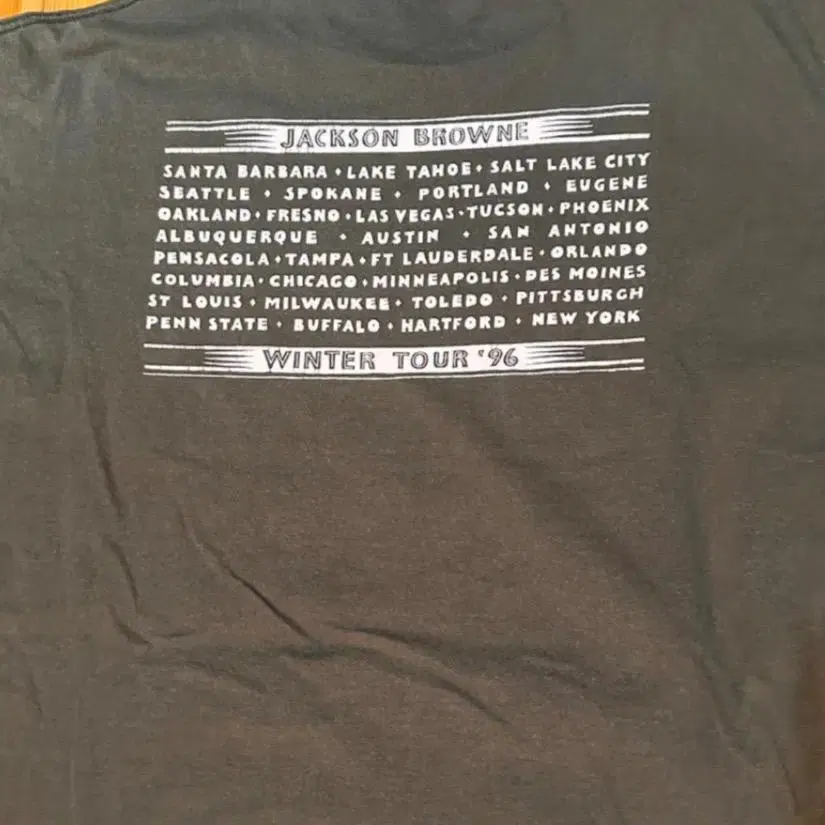 JACKSON BROWNE
SANTA BARBARA • LAKE TAHOE • SALT LAKE CITY
SEATTLE • SPOKANE • PORTLAND • EUGENE
OAKLAND • FRESNO • LAS VEGAS • TUCSON • PHOENIX
ALBUQUERQUE • AUSTIN • SAN ANTONIO
PENSACOLA • TAMPA • FT LAUDERDALE • ORLANDO
COLUMBIA • CHICAGO • MINNEAPOLIS • DES MOINES
ST LOUIS • MILWAUKEE • TOLEDO • PITTSBURGH
PENN STATE • BUFFALO • HARTFORD • NEW YORK
WINTER TOUR '96